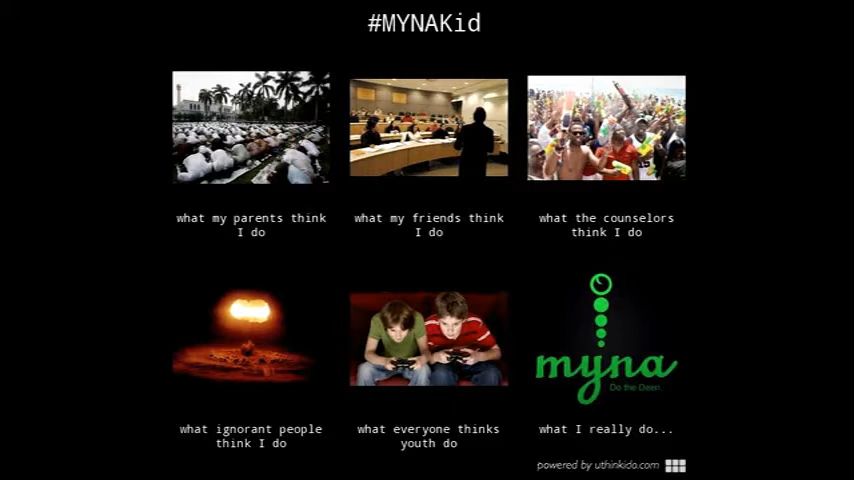 #MYNAKid
what my parents think
I do
what my friends think
I do
what the counselors
think I do
what ignorant people
think I do
what everyone thinks
youth do
myna
Do the Deen.
what I really do...
powered by uthinkido.com